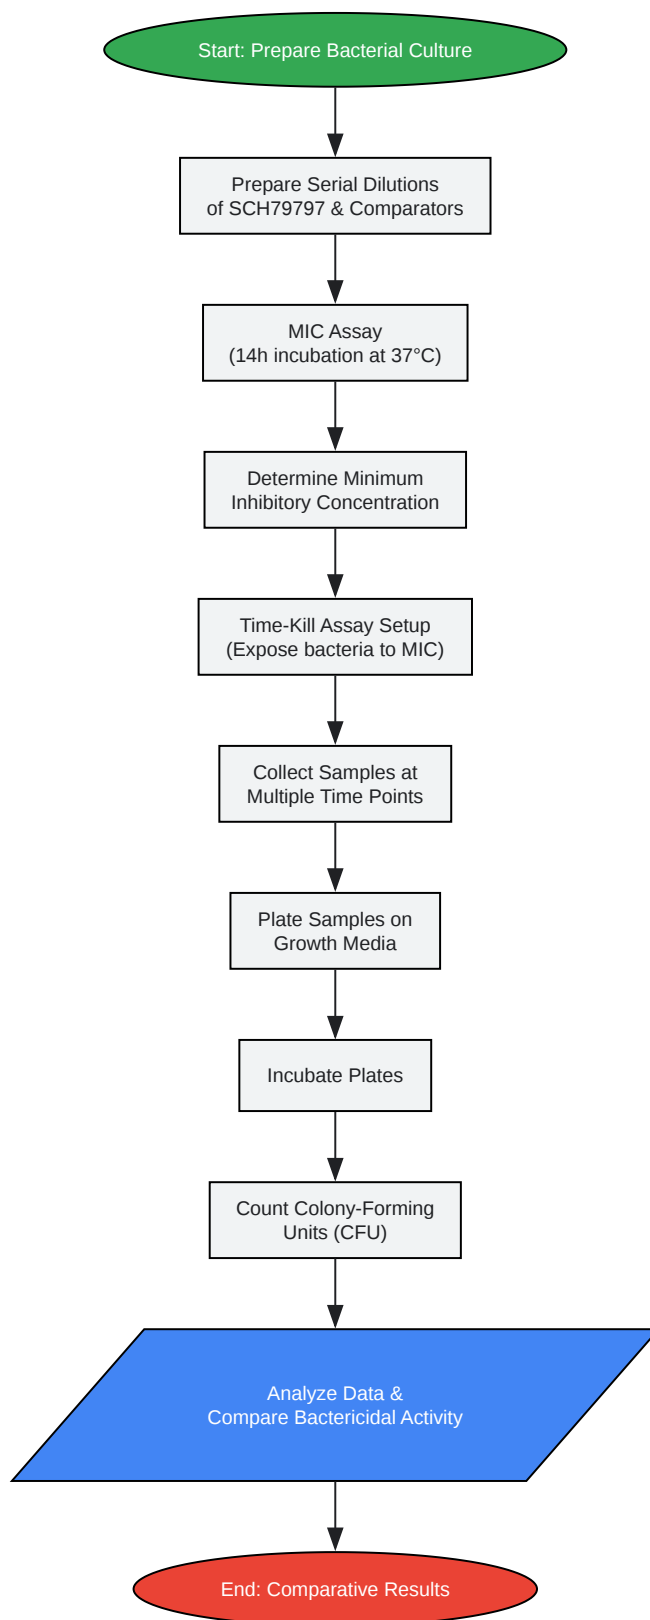 Start: Prepare Bacterial Culture
Prepare Serial Dilutions
of SCH79797 & Comparators
MIC Assay
(14h incubation at 37°C)
Determine Minimum
Inhibitory Concentration
Time-Kill Assay Setup
(Expose bacteria to MIC)
Collect Samples at
Multiple Time Points
Plate Samples on
Growth Media
Incubate Plates
Count Colony-Forming
Units (CFU)
Analyze Data &
Compare Bactericidal Activity
End: Comparative Results